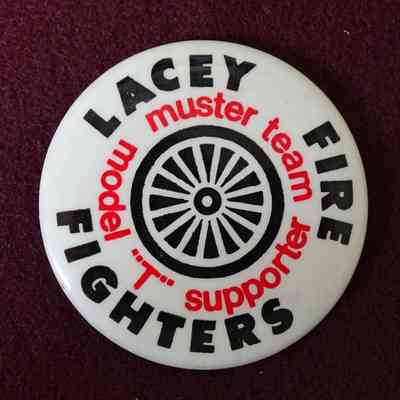 LACEY FIRE FIGHTERS
model "T" supporter muster team